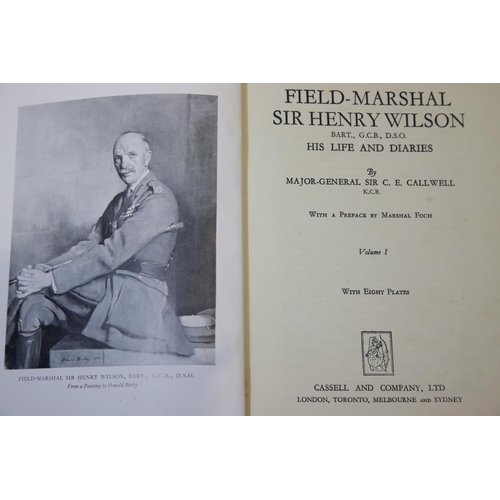 FIELD-MARSHAL SIR HENRY WILSON, BART., G.C.B., D.S.O.
From a Painting by Oswald Birley
FIELD-MARSHAL
SIR HENRY WILSON
BART., G.C.B., D.S.O.
HIS LIFE AND DIARIES
By
MAJOR-GENERAL SIR C. E. CALLWELL
K.C.B.
WITH A PREFACE BY MARSHAL FOCH
Volume I
WITH EIGHT PLATES
CASSELL AND COMPANY, LTD
LONDON, TORONTO, MELBOURNE AND SYDNEY